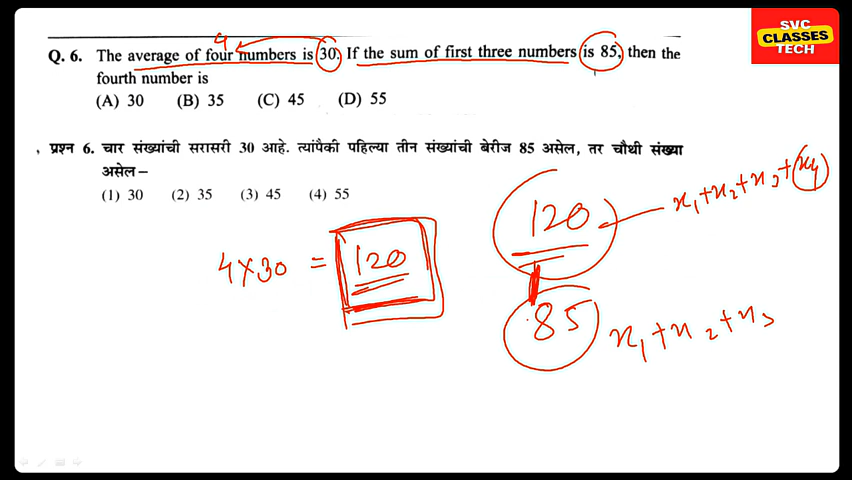 SVC
CLASSES
TECH
4
Q. 6. The average of four numbers is 30. If the sum of first three numbers is 85, then the
fourth number is
(A) 30 (B) 35 (C) 45 (D) 55
प्रश्न 6. चार संख्यांची सरासरी 30 आहे. त्यांपैकी पहिल्या तीन संख्यांची बेरीज 85 असेल, तर चौथी संख्या
असेल–
(1) 30 (2) 35 (3) 45 (4) 55
120
x₁+x₂+x₃+x₄
4×30 = 120
85
x₁+x₂+x₃